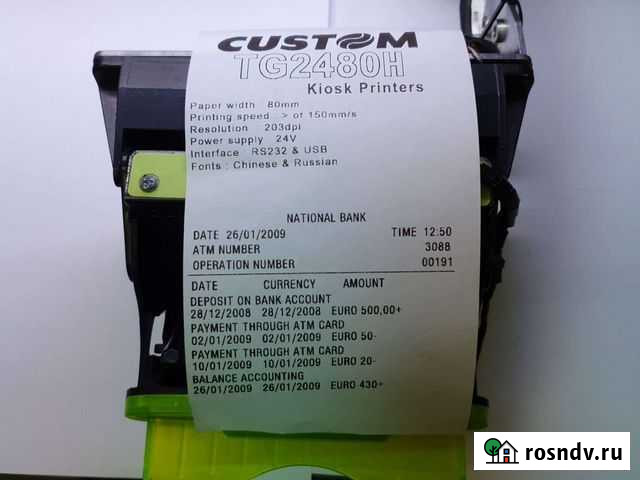 CUSTOM
TG2480H
Kiosk Printers
Paper width 80mm
Printing speed > of 150mm/s
Resolution 203dpi
Power supply 24V
Interface : RS232 & USB
Fonts : Chinese & Russian
NATIONAL BANK
DATE 26/01/2009 TIME 12:50
ATM NUMBER 3088
OPERATION NUMBER 00191
DATE CURRENCY AMOUNT
DEPOSIT ON BANK ACCOUNT
28/12/2008 28/12/2008 EURO 500,00+
PAYMENT THROUGH ATM CARD
02/01/2009 02/01/2009 EURO 50-
PAYMENT THROUGH ATM CARD
10/01/2009 10/01/2009 EURO 20-
BALANCE ACCOUNTING
26/01/2009 26/01/2009 EURO 430+
rosndv.ru